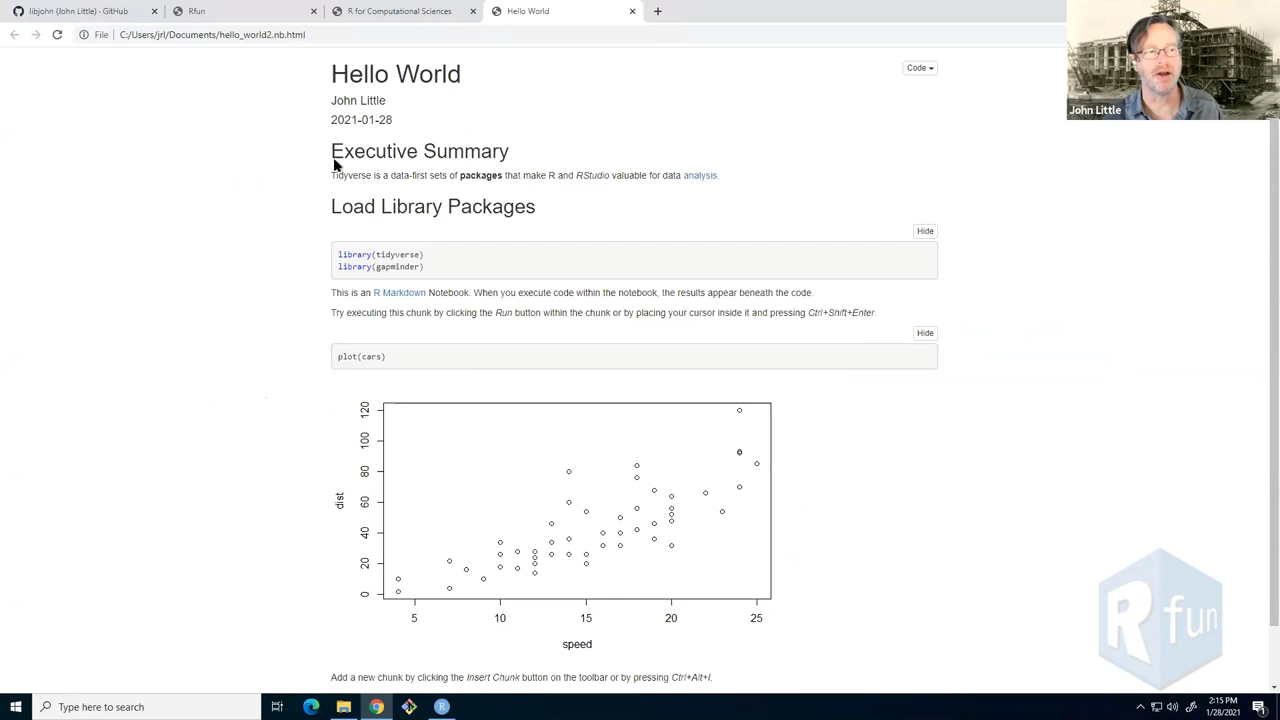 libjohn (John Little) · GitHub
Rfun
R for Computational Sciences
Hello World
File
C:/Users/jrl/Documents/hello_world2.nb.html
Hello World
Code
John Little
2021-01-28
Executive Summary
Tidyverse is a data-first sets of packages that make R and RStudio valuable for data analysis.
Load Library Packages
Hide
library(tidyverse)
library(gapminder)
This is an R Markdown Notebook. When you execute code within the notebook, the results appear beneath the code.
Try executing this chunk by clicking the Run button within the chunk or by placing your cursor inside it and pressing Ctrl+Shift+Enter.
Hide
plot(cars)
120
100
80
60
40
20
0
dist
5 10 15 20 25
speed
Add a new chunk by clicking the Insert Chunk button on the toolbar or by pressing Ctrl+Alt+I.
John Little
R fun
Type here to search
2:15 PM
1/28/2021
1